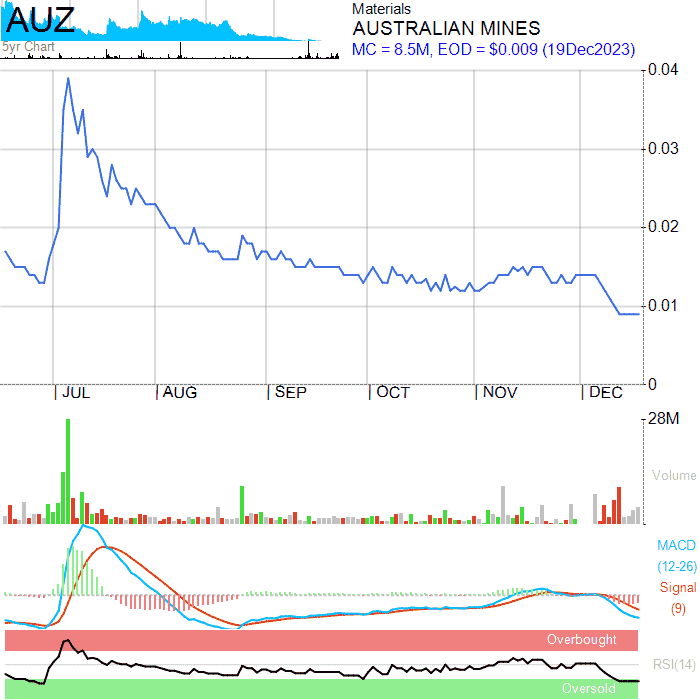 AUZ
5yr Chart
Materials
AUSTRALIAN MINES
MC = 8.5M, EOD = $0.009 (19Dec2023)
0.04
0.03
0.02
0.01
0
JUL AUG SEP OCT NOV DEC
28M
Volume
MACD
(12-26)
Signal
(9)
Overbought
RSI(14)
Oversold